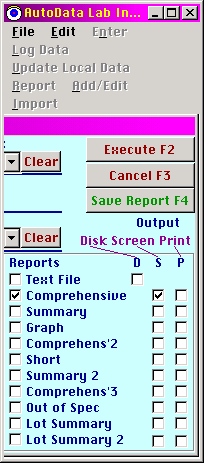 AutoData Lab In...
File Edit Enter
Log Data
Update Local Data
Report Add/Edit
Import
Execute F2
Clear
Cancel F3
Save Report F4
Output
Clear
Disk Screen Print
Reports D S P
Text File
Comprehensive
Summary
Graph
Comprehens'2
Short
Summary 2
Comprehens'3
Out of Spec
Lot Summary
Lot Summary 2